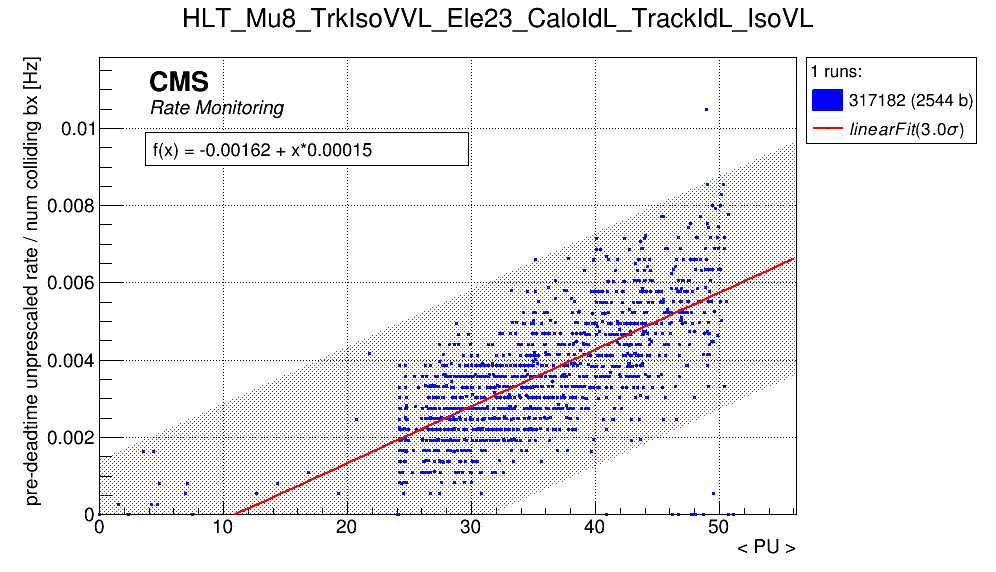 HLT_Mu8_TrkIsoVVL_Ele23_CaloIdL_TrackIdL_IsoVL
pre-deadtime unprescaled rate / num colliding bx [Hz]
CMS
Rate Monitoring
f(x) = -0.00162 + x*0.00015
1 runs:
317182 (2544 b)
linearFit(3.0σ)
0.01
0.008
0.006
0.004
0.002
0
0 10 20 30 40 50
< PU >